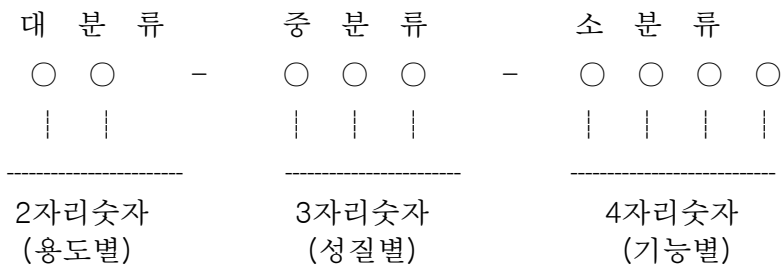 대 분 류 중 분 류 소 분 류
○ ○ - ○ ○ ○ - ○ ○ ○ ○
2자리숫자 3자리숫자 4자리숫자
(용도별) (성질별) (기능별)